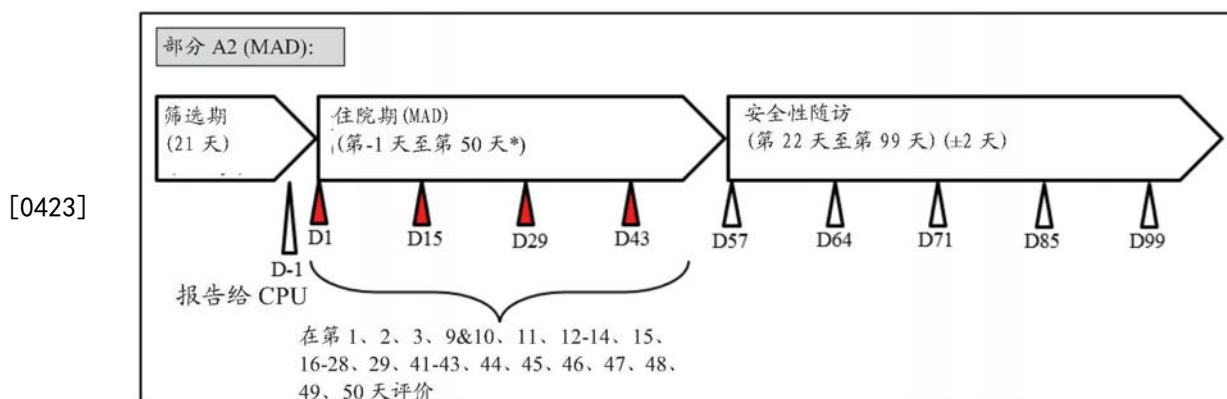 部分 A2 (MAD):
筛选期
(21 天)
住院期 (MAD)
(第-1 天至第 50 天*)
安全性随访
(第 22 天至第 99 天) (±2 天)
[0423]
D1
D15
D29
D43
D57
D64
D71
D85
D99
D-1
报告给 CPU
在第 1、2、3、9&10、11、12-14、15、
16-28、29、41-43、44、45、46、47、48、
49、50 天评价